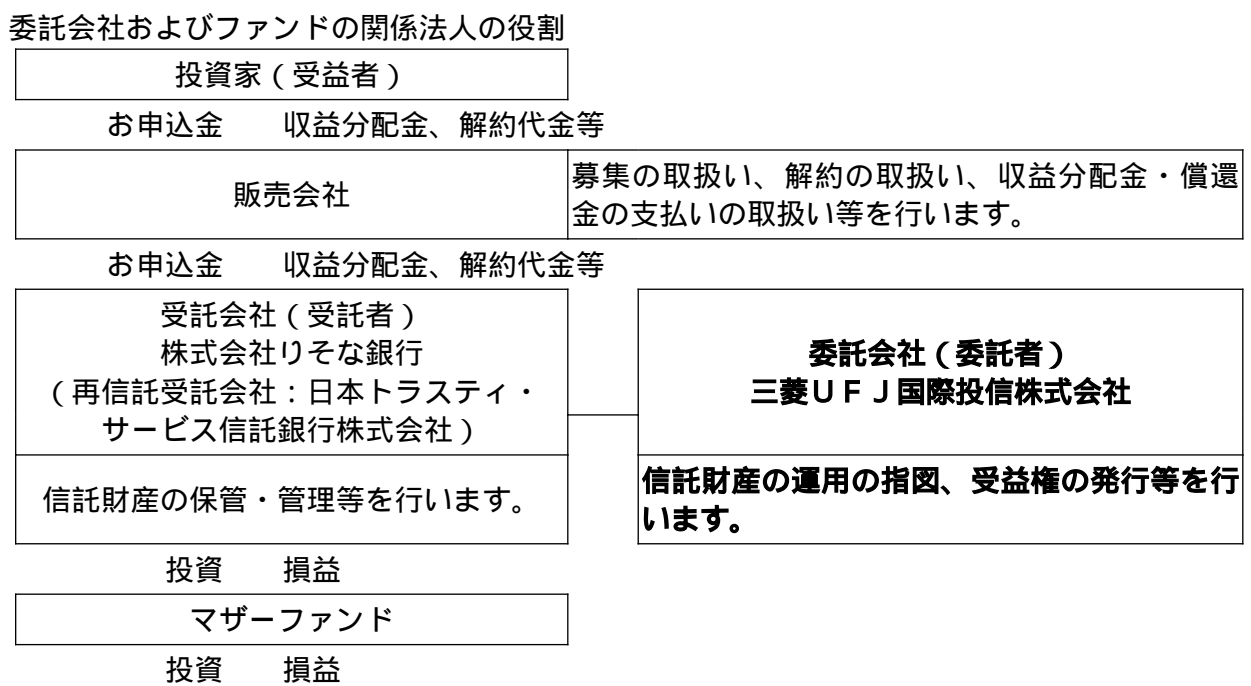 委託会社およびファンドの関係法人の役割
投資家(受益者)
お申込金　　収益分配金、解約代金等
販売会社
募集の取扱い、解約の取扱い、収益分配金・償還
金の支払いの取扱い等を行います。
お申込金　　収益分配金、解約代金等
受託会社(受託者)
株式会社りそな銀行
(再信託受託会社:日本トラスティ・
サービス信託銀行株式会社)
委託会社(委託者)
三菱UFJ国際投信株式会社
信託財産の保管・管理等を行います。
信託財産の運用の指図、受益権の発行等を行
います。
投資　　損益
マザーファンド
投資　　損益